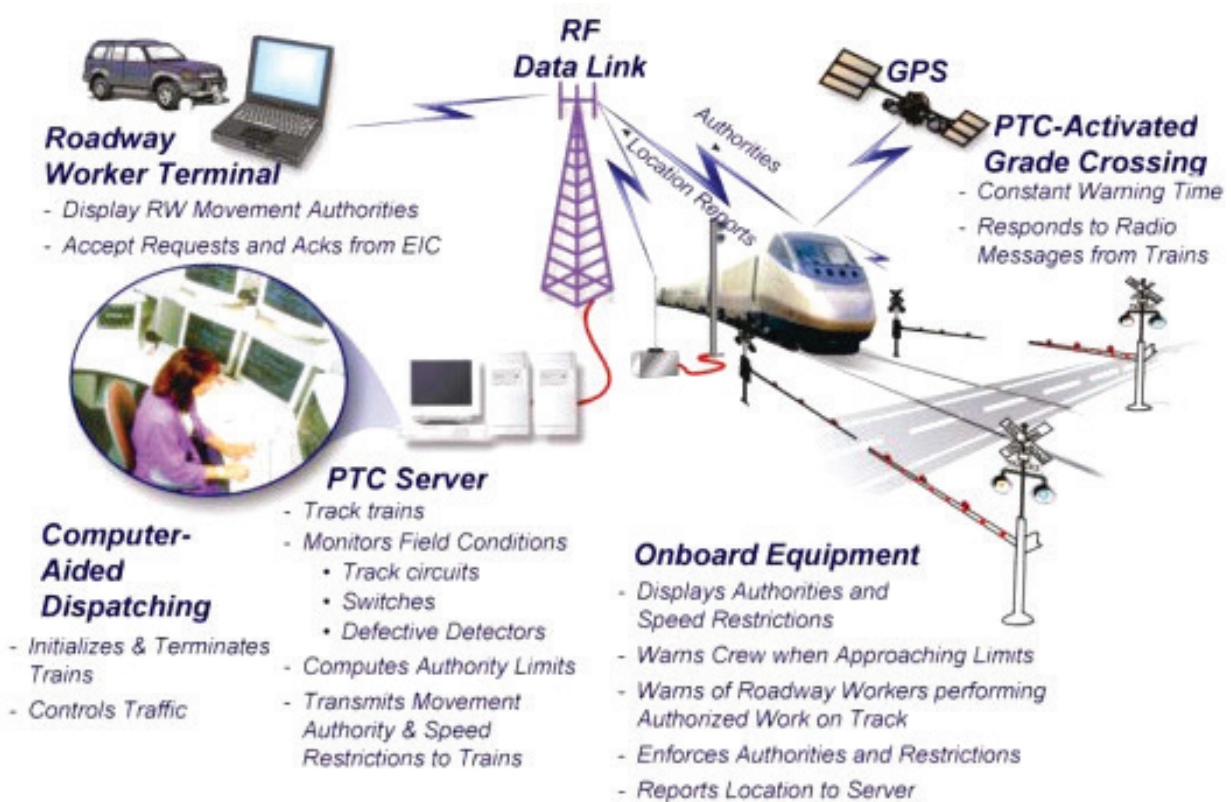 RF
Data Link
GPS
Authorities
Location Reports
Roadway
Worker Terminal
- Display RW Movement Authorities
- Accept Requests and Acks from EIC
PTC-Activated
Grade Crossing
- Constant Warning Time
- Responds to Radio
Messages from Trains
Computer-
Aided
Dispatching
- Initializes & Terminates
Trains
- Controls Traffic
PTC Server
- Track trains
- Monitors Field Conditions
• Track circuits
• Switches
• Defective Detectors
- Computes Authority Limits
- Transmits Movement
Authority & Speed
Restrictions to Trains
Onboard Equipment
- Displays Authorities and
Speed Restrictions
- Warns Crew when Approaching Limits
- Warns of Roadway Workers performing
Authorized Work on Track
- Enforces Authorities and Restrictions
- Reports Location to Server